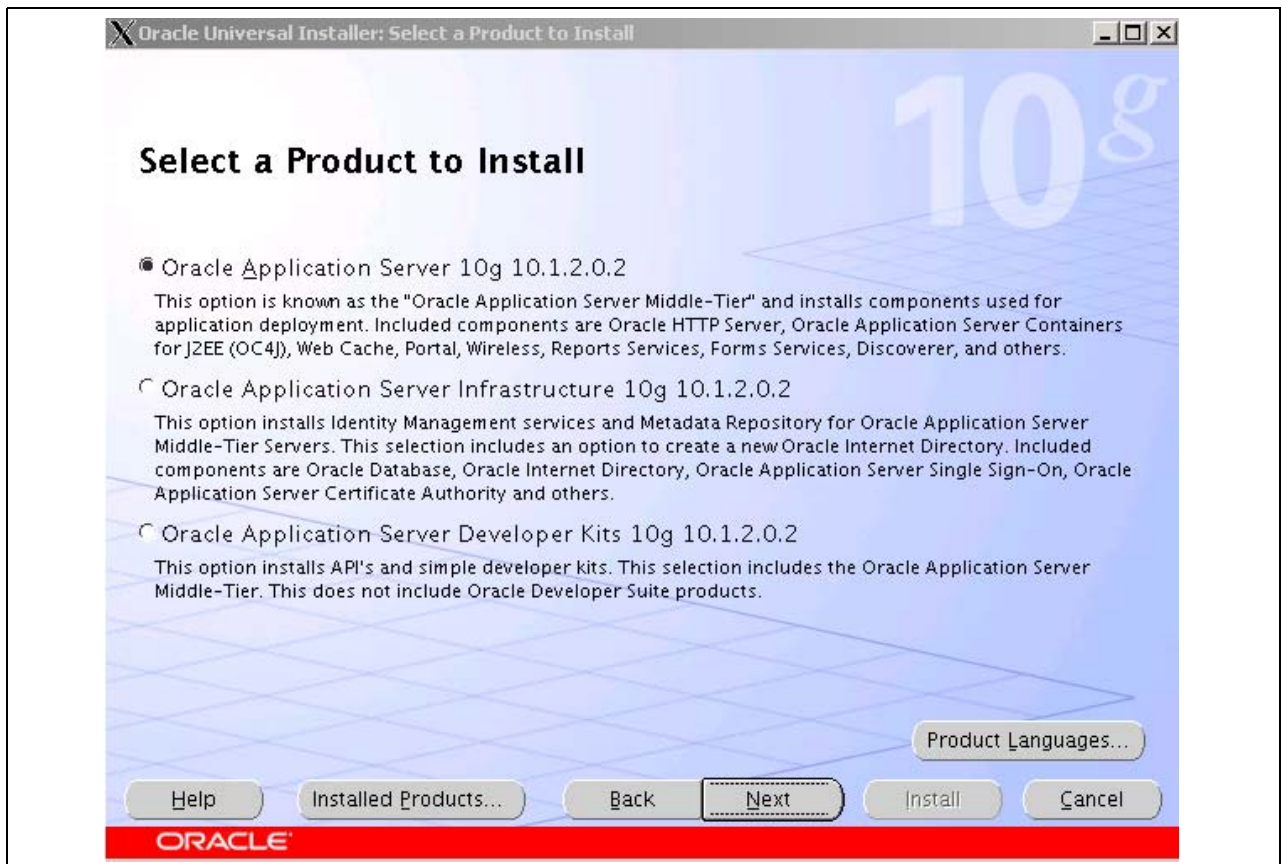 X Oracle Universal Installer: Select a Product to Install
10g
Select a Product to Install
Oracle Application Server 10g 10.1.2.0.2
This option is known as the "Oracle Application Server Middle-Tier" and installs components used for
application deployment. Included components are Oracle HTTP Server, Oracle Application Server Containers
for J2EE (OC4J), Web Cache, Portal, Wireless, Reports Services, Forms Services, Discoverer, and others.
Oracle Application Server Infrastructure 10g 10.1.2.0.2
This option installs Identity Management services and Metadata Repository for Oracle Application Server
Middle-Tier Servers. This selection includes an option to create a new Oracle Internet Directory. Included
components are Oracle Database, Oracle Internet Directory, Oracle Application Server Single Sign-On, Oracle
Application Server Certificate Authority and others.
Oracle Application Server Developer Kits 10g 10.1.2.0.2
This option installs API's and simple developer kits. This selection includes the Oracle Application Server
Middle-Tier. This does not include Oracle Developer Suite products.
Product Languages...
Help Installed Products... Back Next Install Cancel
ORACLE